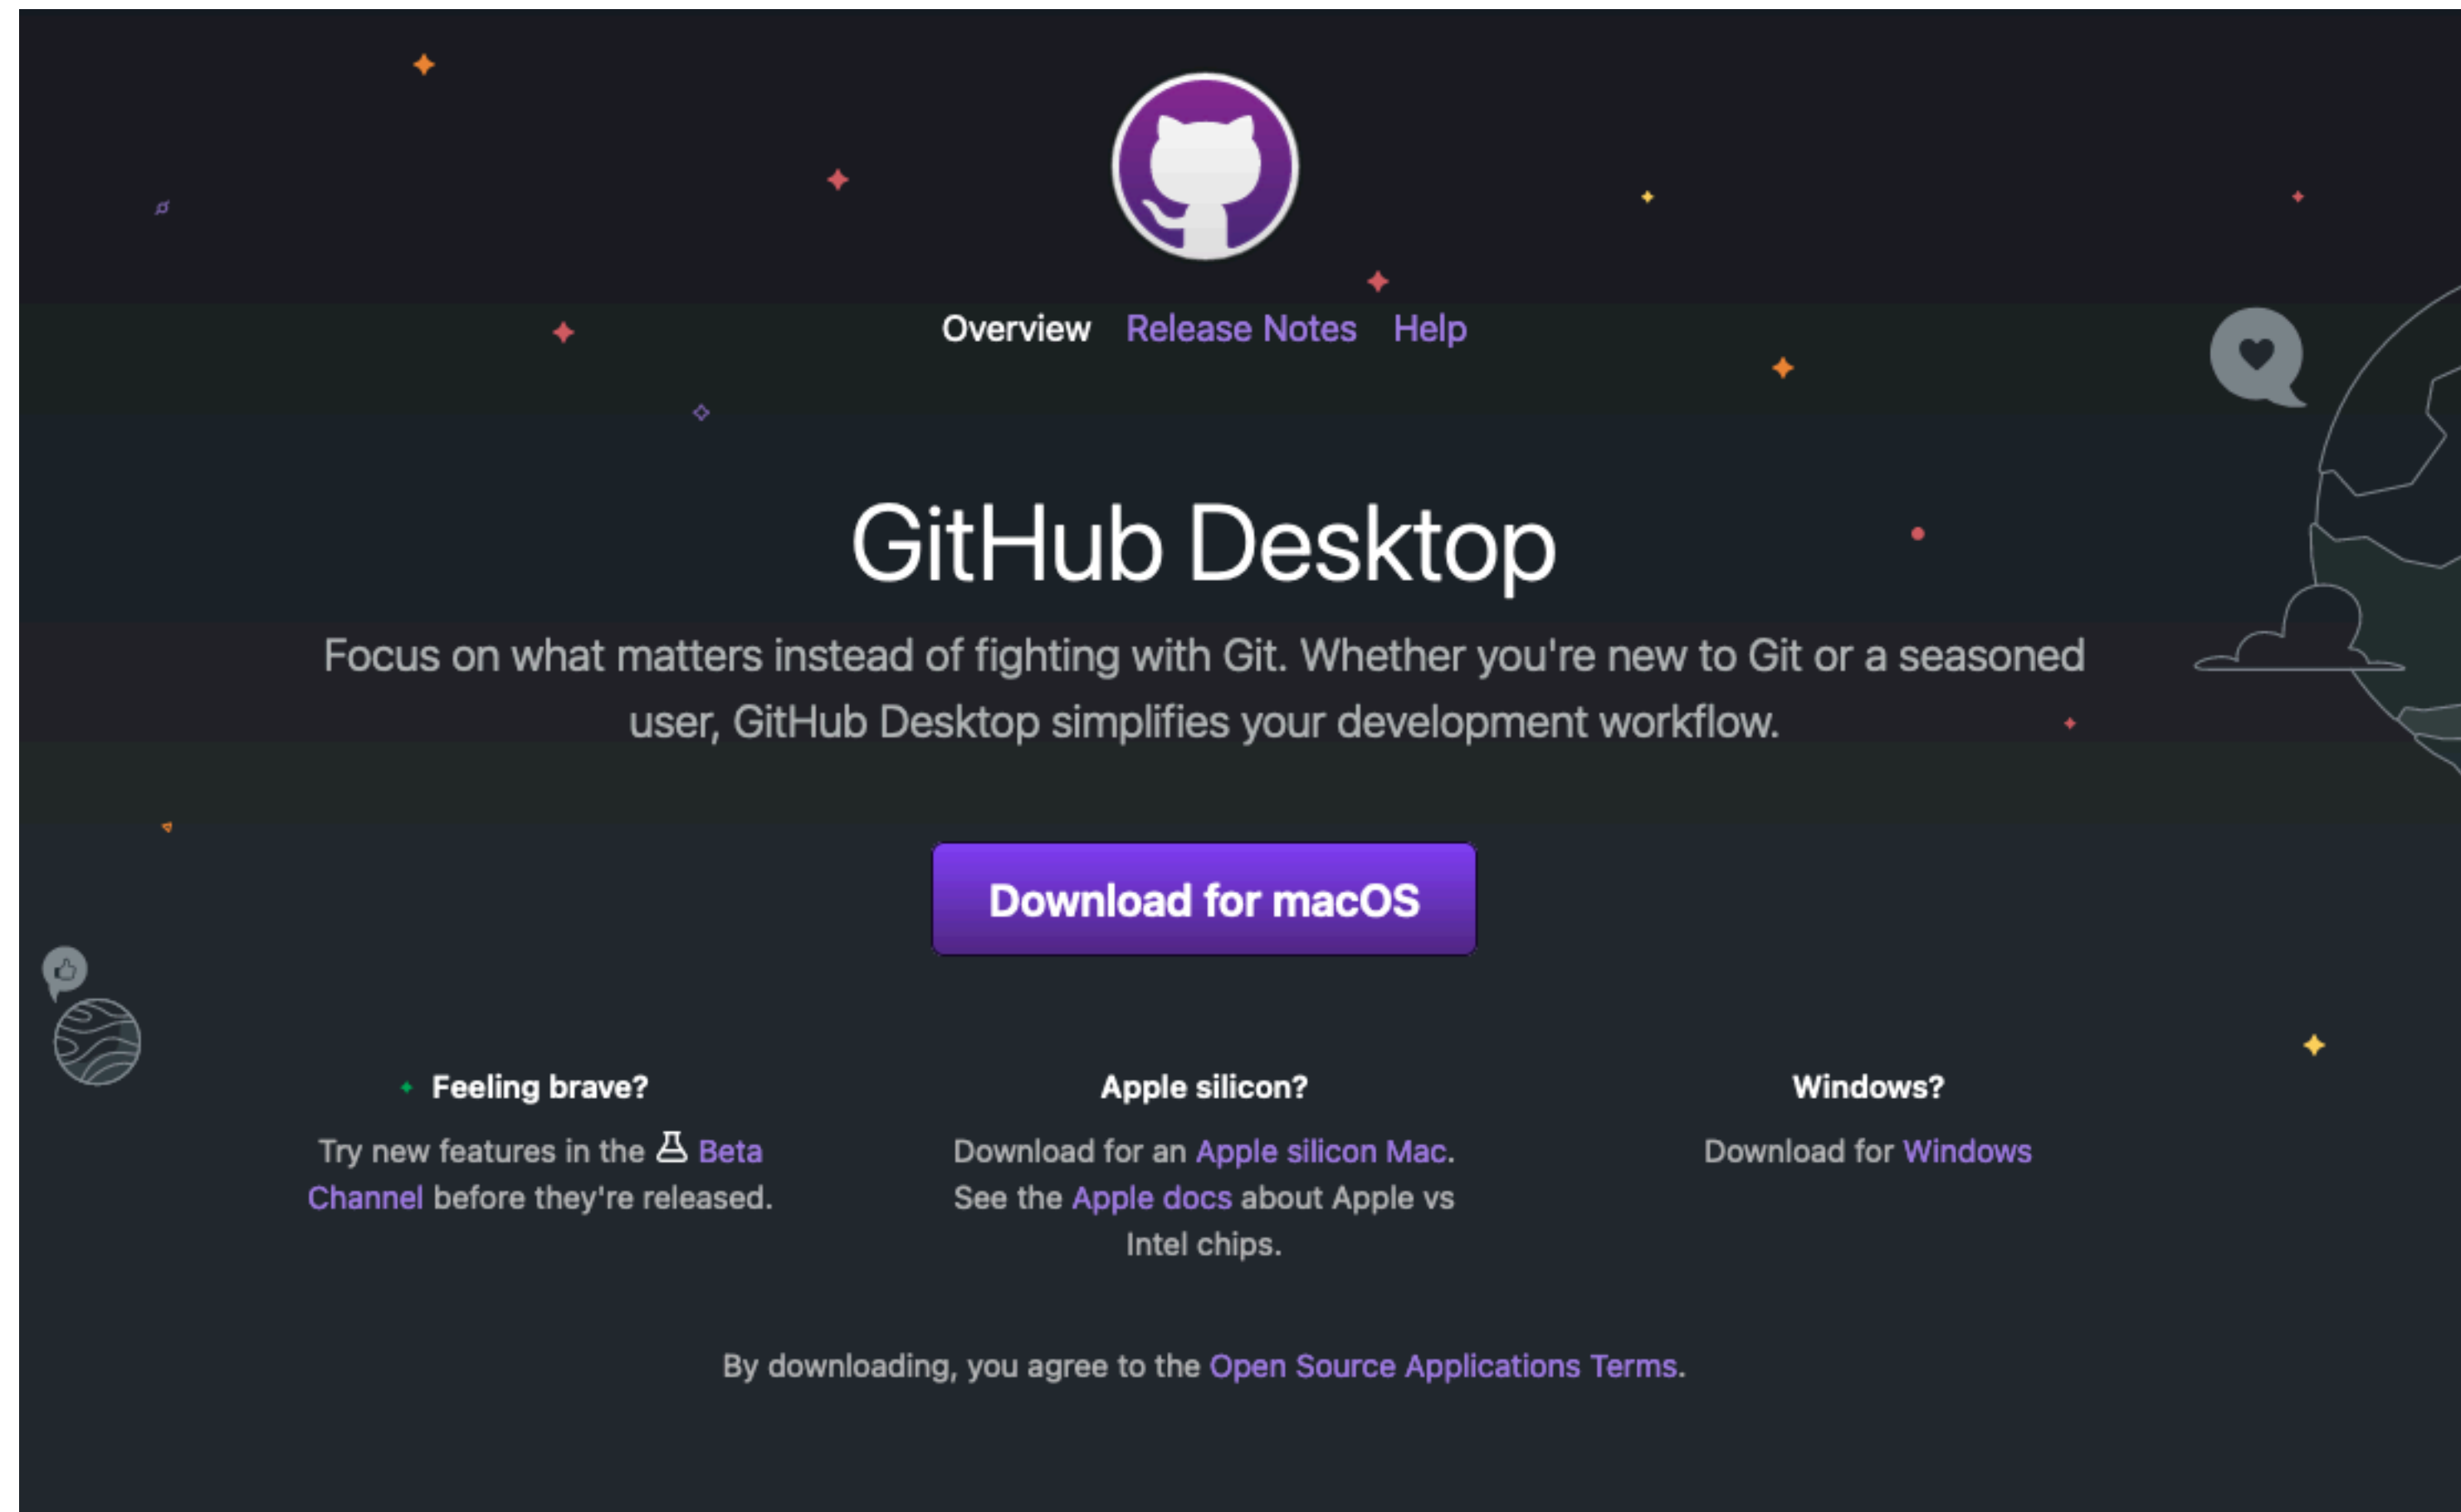 Overview Release Notes Help
GitHub Desktop
Focus on what matters instead of fighting with Git. Whether you're new to Git or a seasoned
user, GitHub Desktop simplifies your development workflow.
Download for macOS
Feeling brave?
Try new features in the Beta
Channel before they're released.
Apple silicon?
Download for an Apple silicon Mac.
See the Apple docs about Apple vs
Intel chips.
Windows?
Download for Windows
By downloading, you agree to the Open Source Applications Terms.